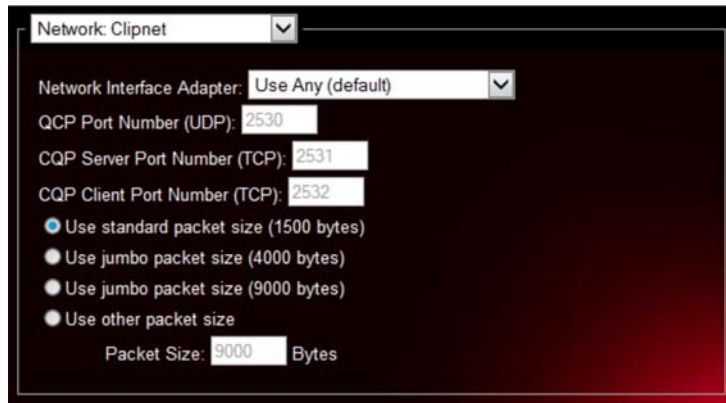 Network: Clipnet
Network Interface Adapter: Use Any (default)
QCP Port Number (UDP): 2530
CQP Server Port Number (TCP): 2531
CQP Client Port Number (TCP): 2532
Use standard packet size (1500 bytes)
Use jumbo packet size (4000 bytes)
Use jumbo packet size (9000 bytes)
Use other packet size
Packet Size: 9000 Bytes